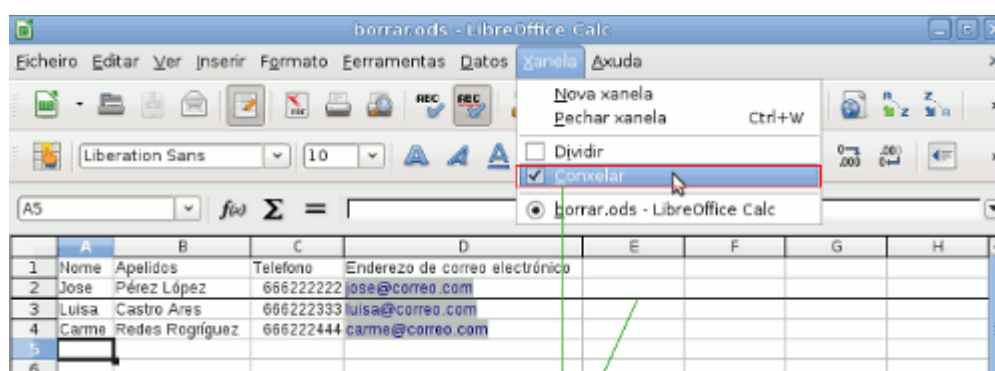 borrar.ods - LibreOffice Calc
Eicheiro Editar Ver Inserir Formato Ferramentas Datos Xanela Axuda
Nova xanela
Pechar xanela Ctrl+W
Liberation Sans 10
Dividir
Conxelar
A5 f(x) Σ =
borrar.ods - LibreOffice Calc
A B C D E F G H
1 Nome Apelidos Telefono Enderezo de correo electrónico
2 Jose Pérez López 666222222 jose@correo.com
3 Luisa Castro Ares 666222333 luisa@correo.com
4 Carme Redes Rogríguez 666222444 carme@correo.com
5
6